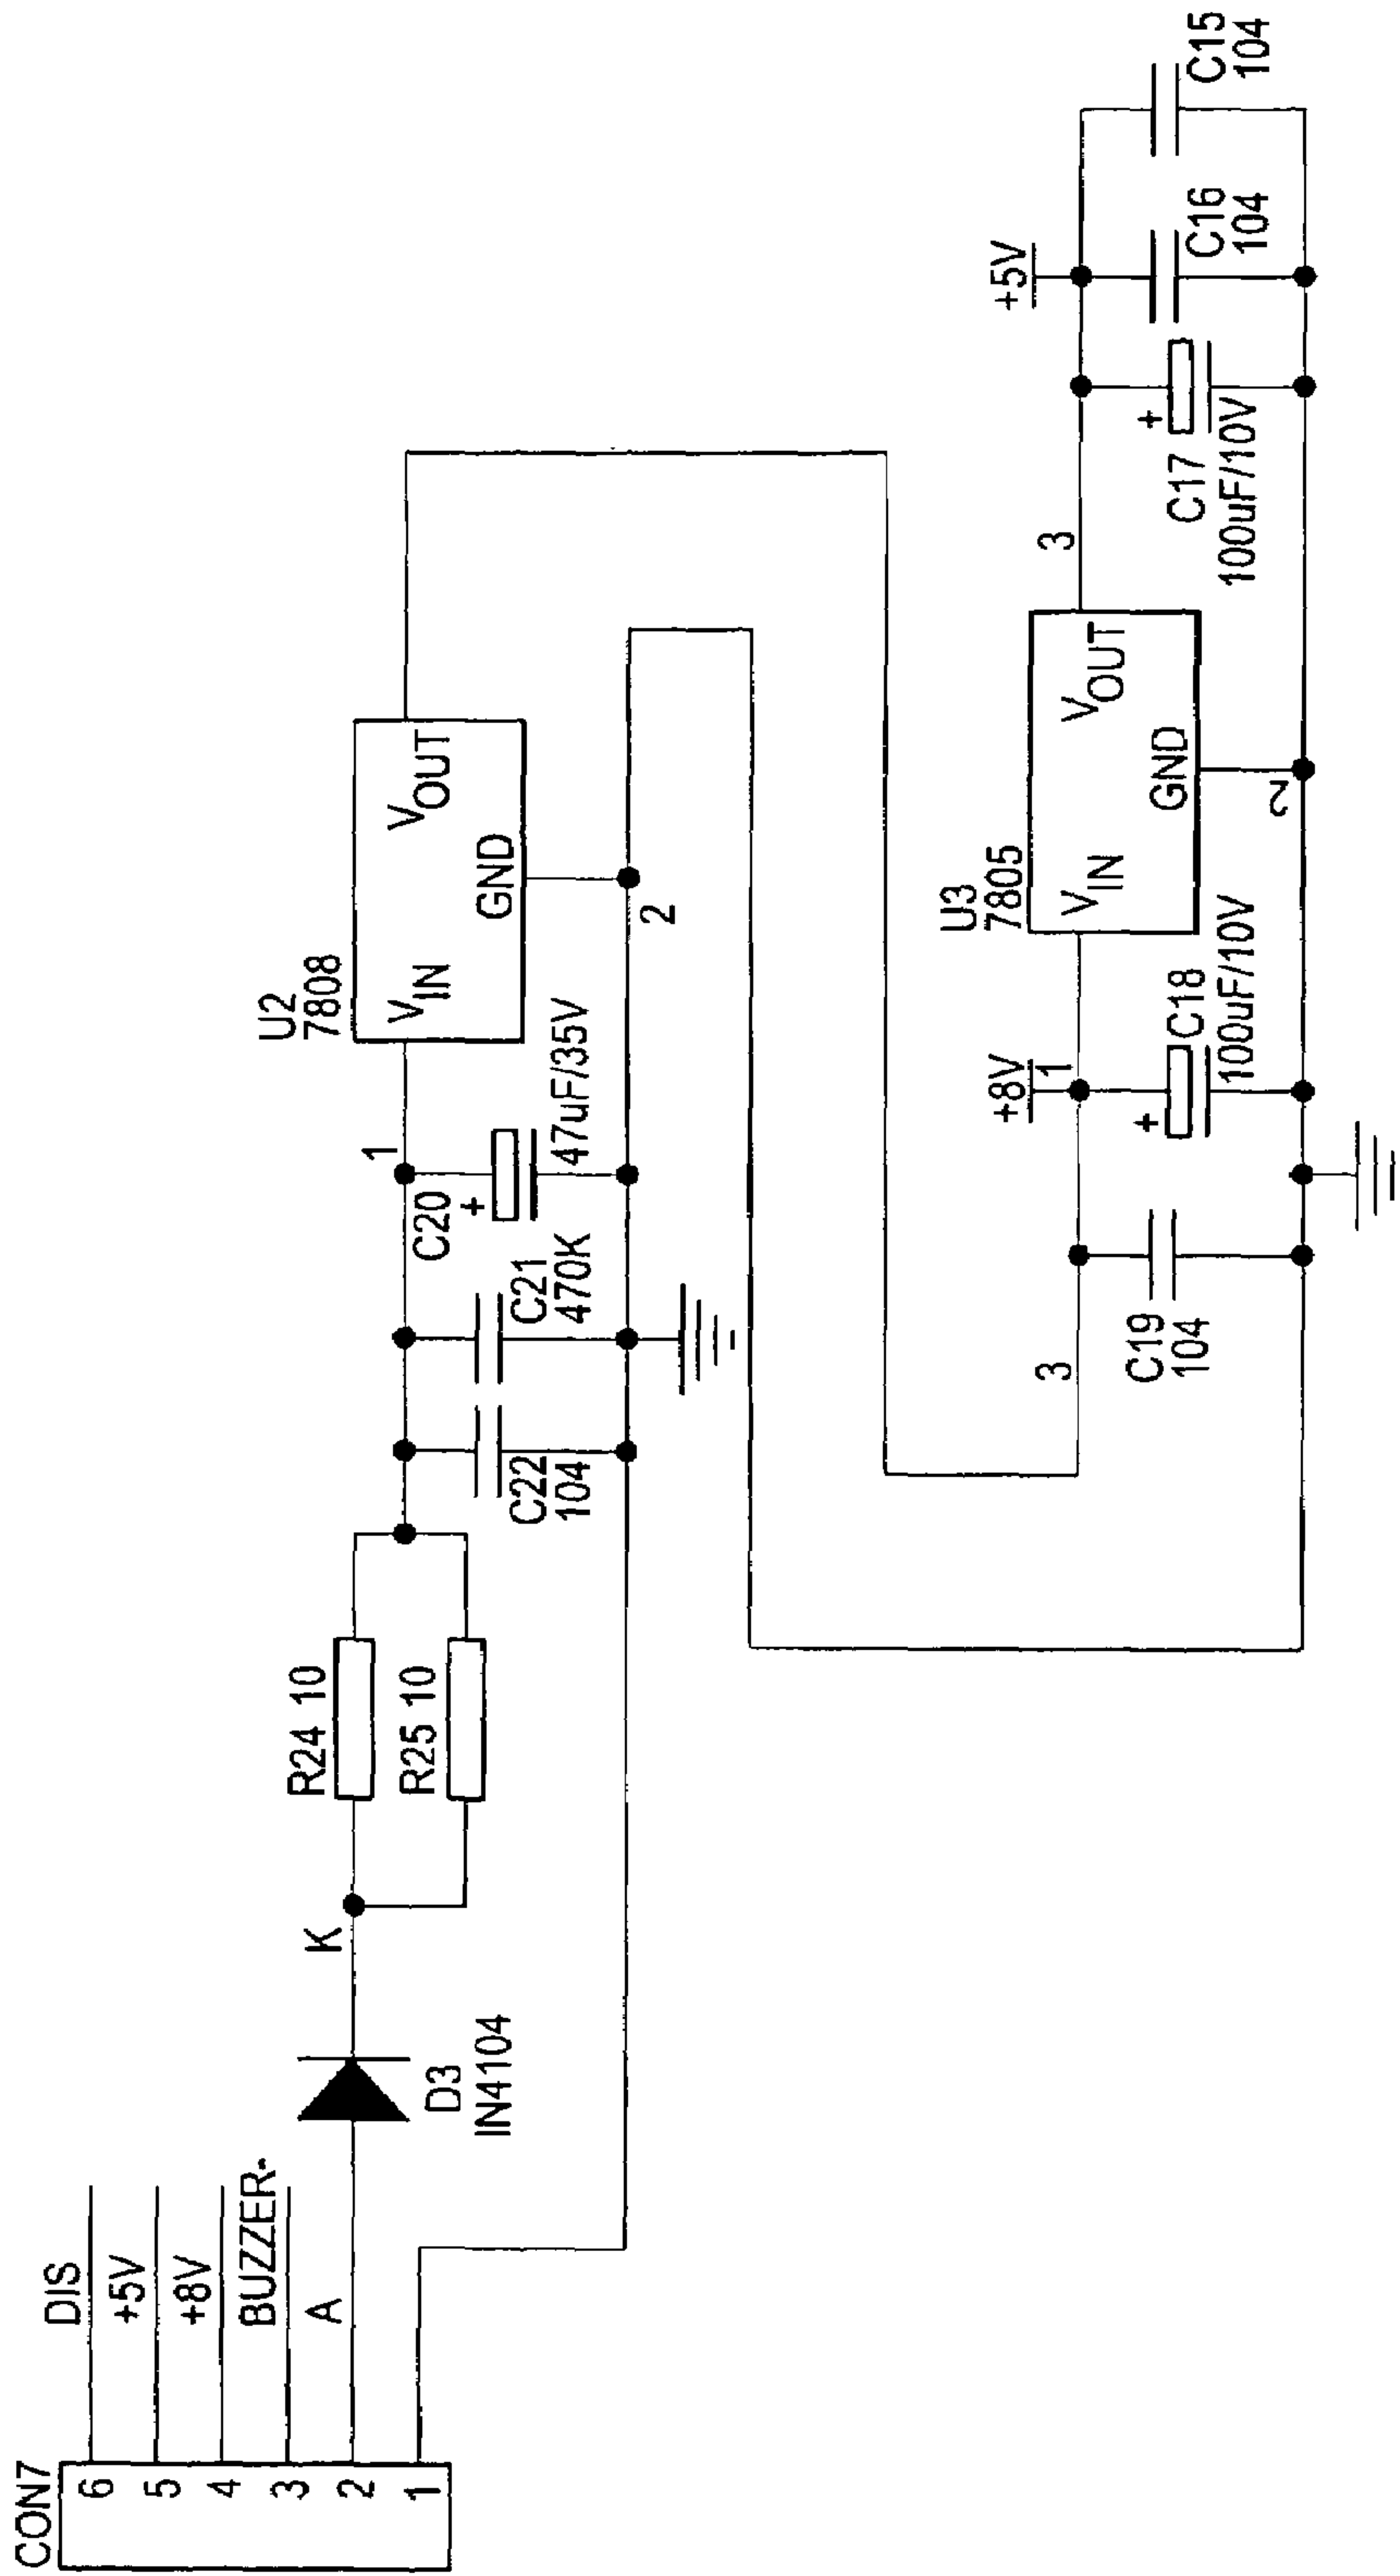 CON7
6
5
4
3
2
1
DIS
+5V
+8V
BUZZER-
A
D3
IN4104
K
R24 10
R25 10
C22
104
C21
470K
C20
+
47uF/35V
1
U2
7808
VIN
VOUT
GND
2
3
C19
104
+8V
1
+
C18
100uF/10V
U3
7805
VIN
VOUT
GND
2
3
+
C17
100uF/10V
+5V
C16
104
C15
104